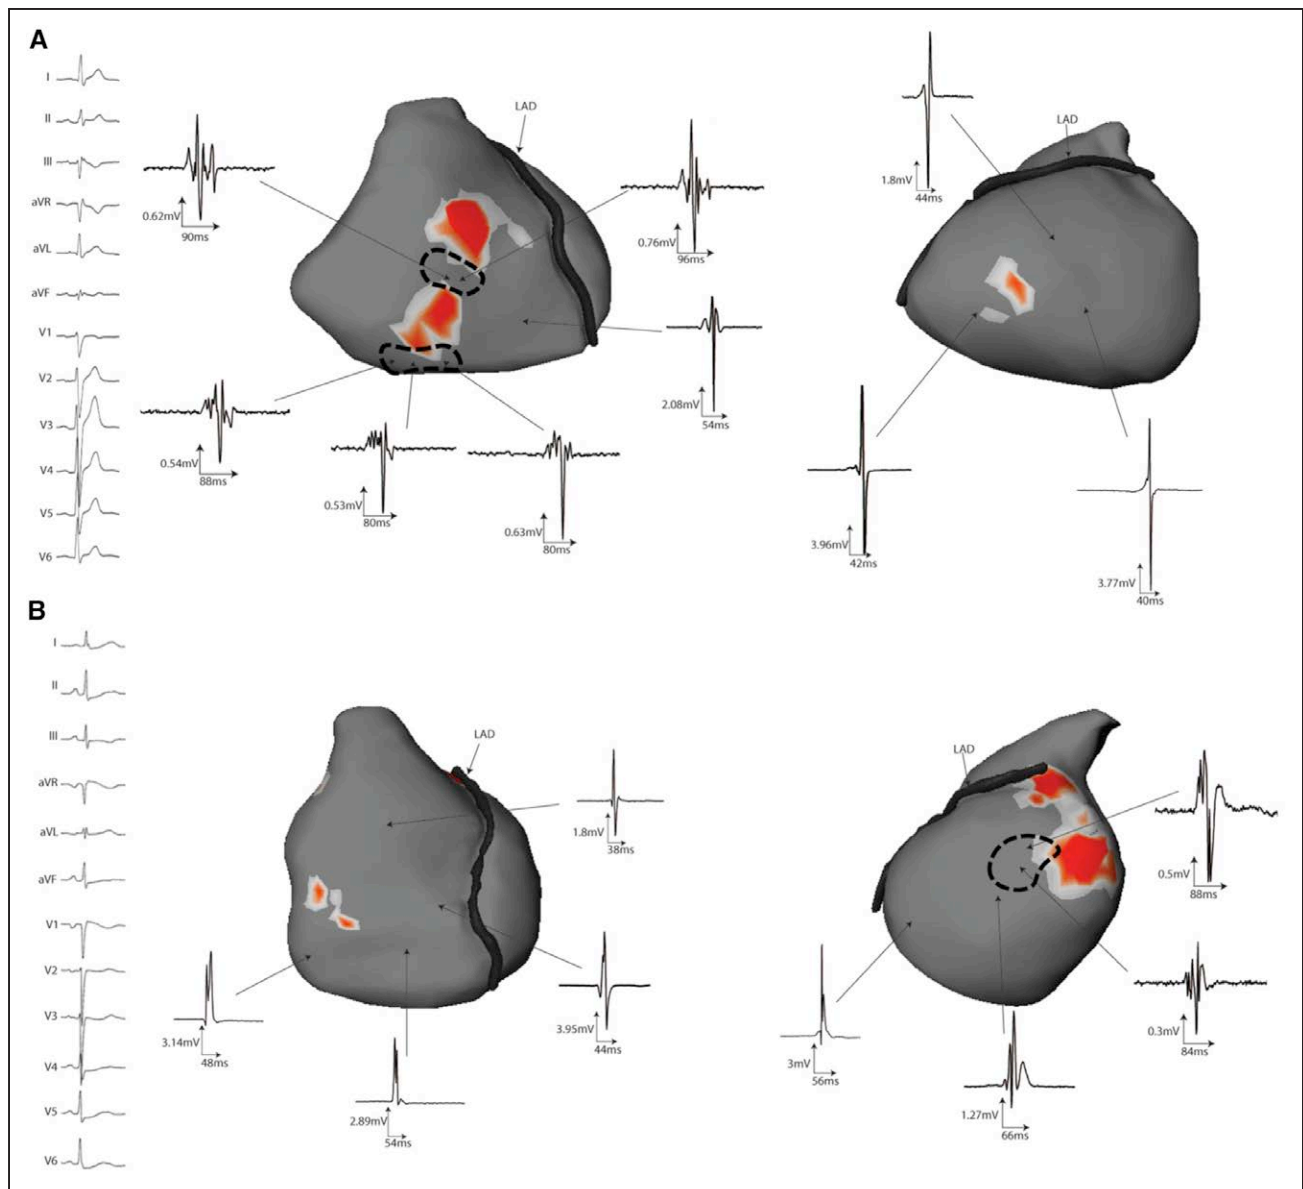 A
I
II
III
aVR
aVL
aVF
V1
V2
V3
V4
V5
V6
LAD
0.62mV
90ms
0.76mV
96ms
2.08mV
54ms
0.54mV
88ms
0.53mV
80ms
0.63mV
80ms
LAD
1.8mV
44ms
3.96mV
42ms
3.77mV
40ms
B
I
II
III
aVR
aVL
aVF
V1
V2
V3
V4
V5
V6
LAD
1.8mV
38ms
3.95mV
44ms
3.14mV
48ms
2.89mV
54ms
LAD
0.5mV
88ms
0.3mV
84ms
3mV
56ms
1.27mV
66ms